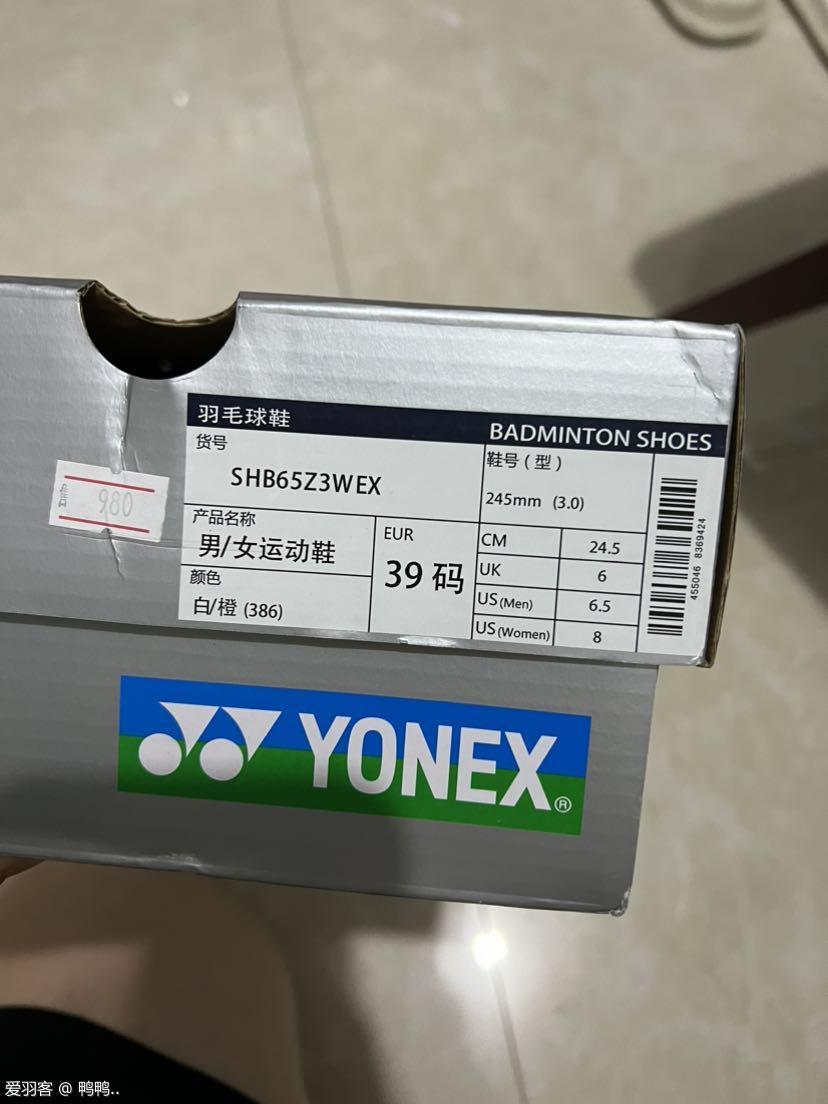 羽毛球鞋
BADMINTON SHOES
货号
SHB65Z3WEX
鞋号(型)
245mm (3.0)
产品名称
男/女运动鞋
颜色
白/橙 (386)
EUR
39 码
CM 24.5
UK 6
US (Men) 6.5
US (Women) 8
455046 8369424
980
YONEX®
爱羽客 @ 鸭鸭..